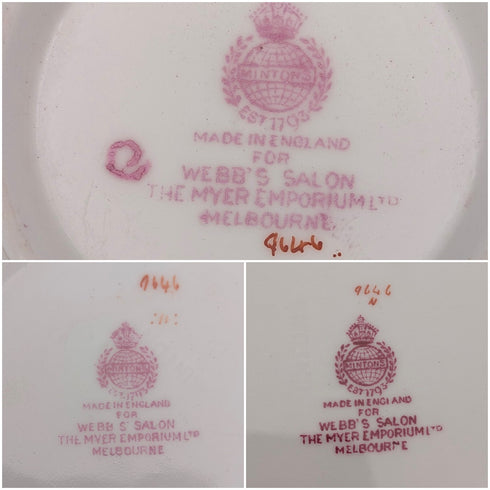 MINTONS
EST 1793
MADE IN ENGLAND
FOR
WEBB'S SALON
THE MYER EMPORIUM LTD
MELBOURNE
9646
9646
MINTONS
EST 1793
MADE IN ENGLAND
FOR
WEBB S' SALON
THE MYER EMPORIUM LTD
MELBOURNE
9646
N
MINTONS
EST 1793
MADE IN ENGLAND
FOR
WEBB'S SALON
THE MYER EMPORIUM LTD
MELBOURNE